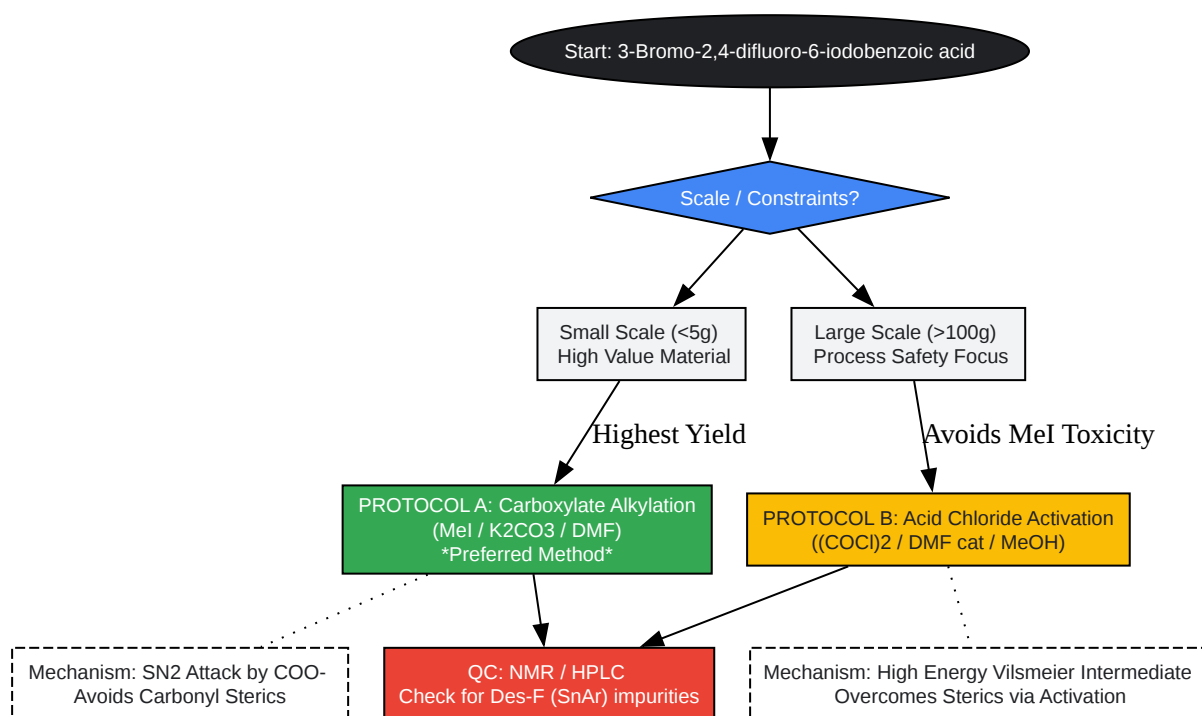 Start: 3-Bromo-2,4-difluoro-6-iodobenzoic acid
Scale / Constraints?
Small Scale (<5g)
High Value Material
Large Scale (>100g)
Process Safety Focus
Highest Yield
Avoids MeI Toxicity
PROTOCOL A: Carboxylate Alkylation
(MeI / K2CO3 / DMF)
*Preferred Method*
PROTOCOL B: Acid Chloride Activation
((COCl)2 / DMF cat / MeOH)
Mechanism: SN2 Attack by COO-
Avoids Carbonyl Sterics
QC: NMR / HPLC
Check for Des-F (SnAr) impurities
Mechanism: High Energy Vilsmeier Intermediate
Overcomes Sterics via Activation